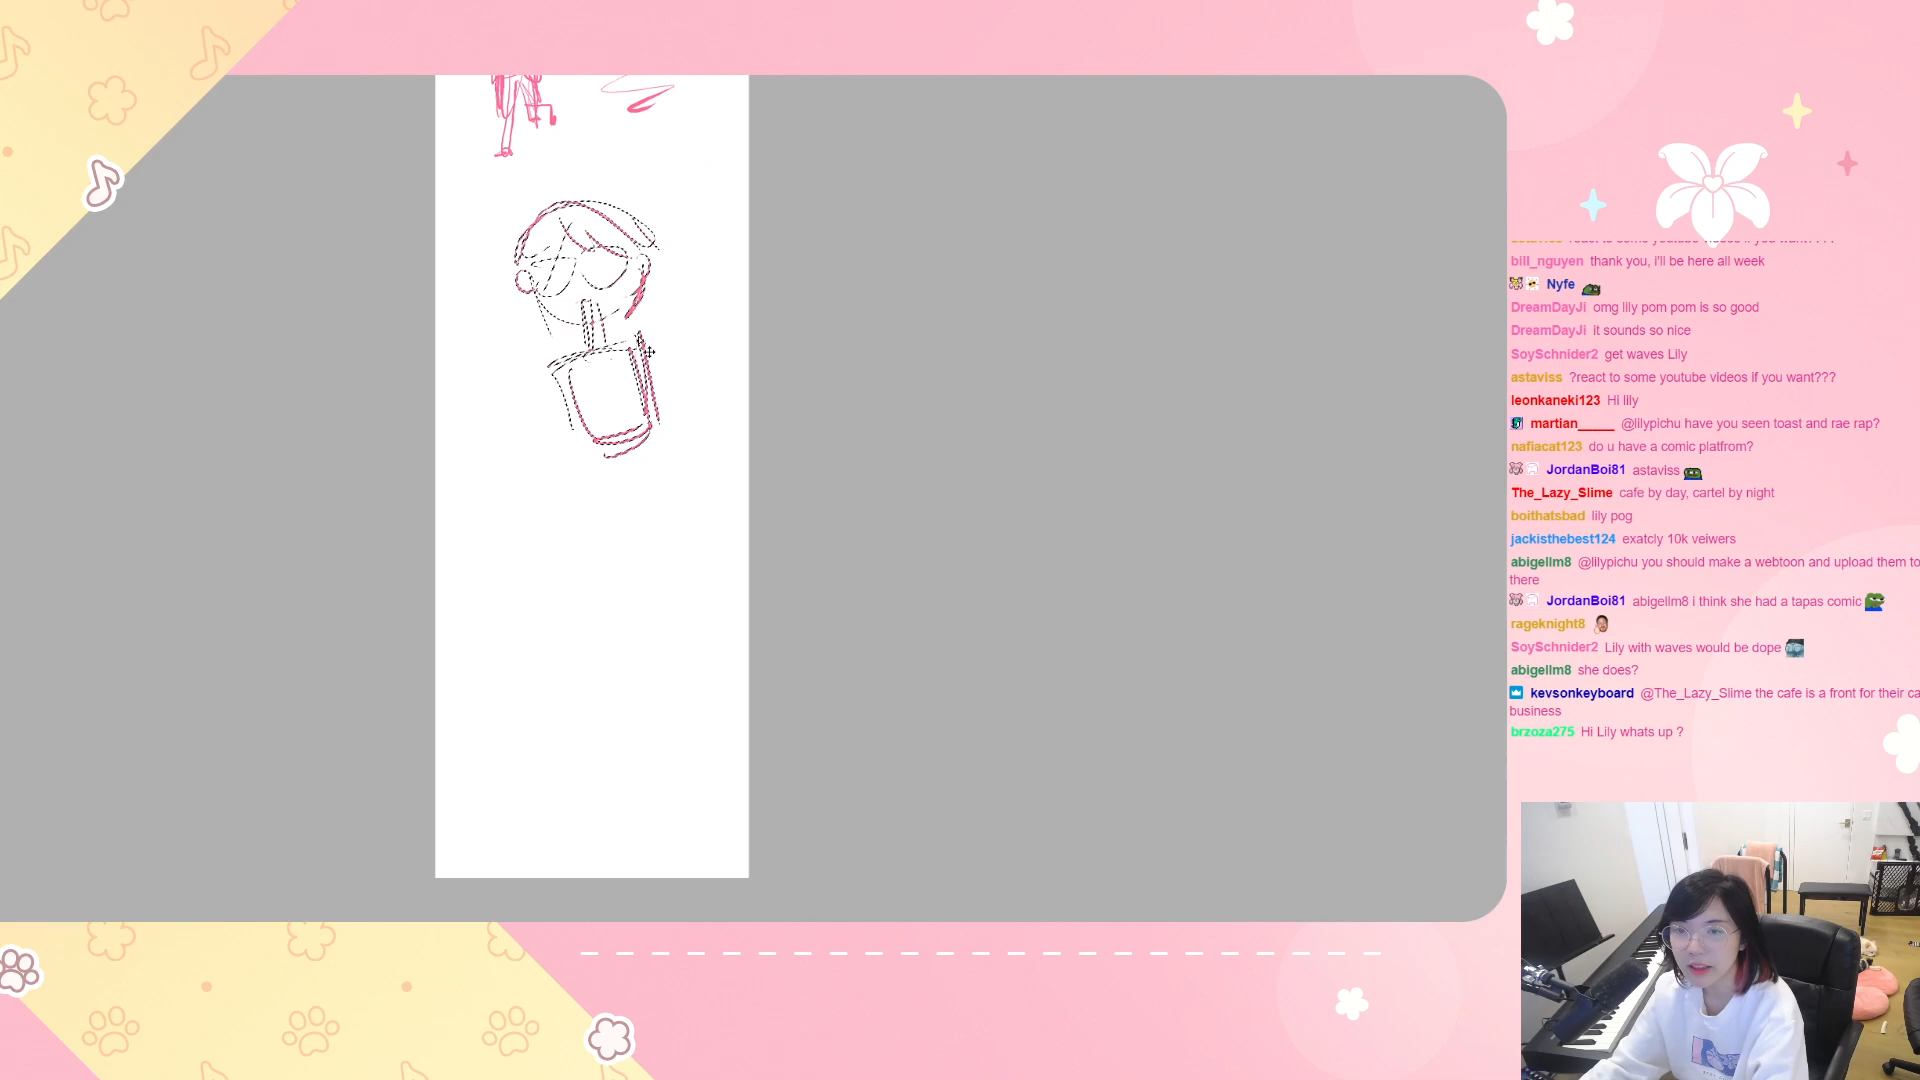 bill_nguyen thank you, i'll be here all week
Nyfe
DreamDayJi omg lily pom pom is so good
DreamDayJi it sounds so nice
SoySchnider2 get waves Lily
astaviss ?react to some youtube videos if you want???
leonkaneki123 Hi lily
martian_____ @lilypichu have you seen toast and rae rap?
nafiacat123 do u have a comic platfrom?
JordanBoi81 astaviss
The_Lazy_Slime cafe by day, cartel by night
boithatsbad lily pog
jackisthebest124 exatcly 10k veiwers
abigellm8 @lilypichu you should make a webtoon and upload them to
there
JordanBoi81 abigellm8 i think she had a tapas comic
rageknight8
SoySchnider2 Lily with waves would be dope
abigellm8 she does?
kevsonkeyboard @The_Lazy_Slime the cafe is a front for their ca
business
brzoza275 Hi Lily whats up ?